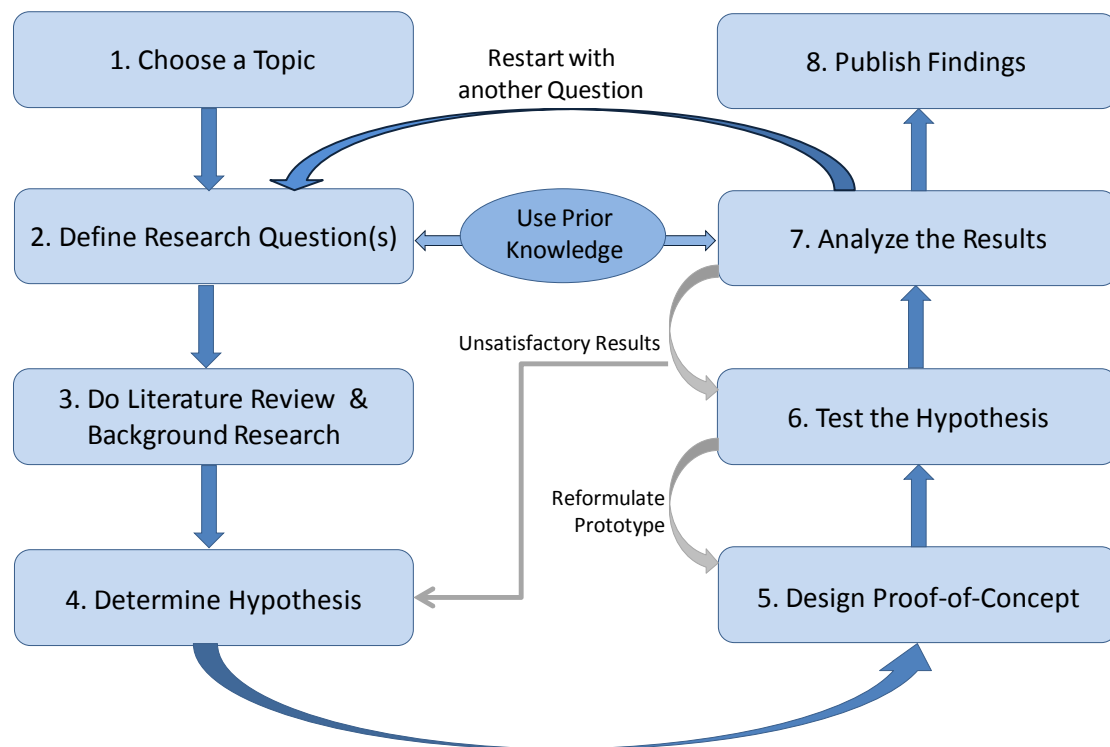 1. Choose a Topic
Restart with
another Question
8. Publish Findings
2. Define Research Question(s)
Use Prior
Knowledge
7. Analyze the Results
Unsatisfactory Results
3. Do Literature Review & 
Background Research
6. Test the Hypothesis
Reformulate
Prototype
4. Determine Hypothesis
5. Design Proof-of-Concept